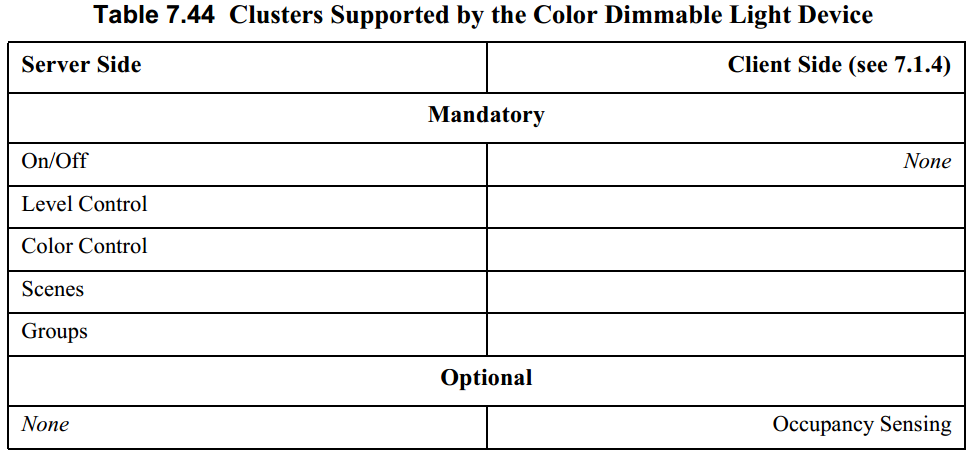 Table 7.44 Clusters Supported by the Color Dimmable Light Device
Server Side Client Side (see 7.1.4)
Mandatory
On/Off None
Level Control
Color Control
Scenes
Groups
Optional
None Occupancy Sensing